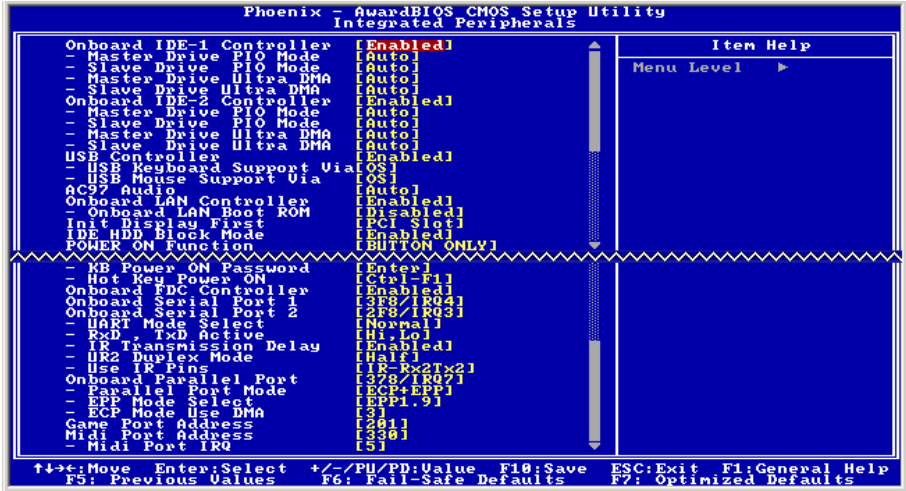 Phoenix - AwardBIOS CMOS Setup Utility
Integrated Peripherals
Onboard IDE-1 Controller [Enabled]
- Master Drive PIO Mode [Auto]
- Slave Drive PIO Mode [Auto]
- Master Drive Ultra DMA [Auto]
- Slave Drive Ultra DMA [Auto]
Onboard IDE-2 Controller [Enabled]
- Master Drive PIO Mode [Auto]
- Slave Drive PIO Mode [Auto]
- Master Drive Ultra DMA [Auto]
- Slave Drive Ultra DMA [Auto]
USB Controller [Enabled]
- USB Keyboard Support Via[OS]
- USB Mouse Support Via [OS]
AC97 Audio [Auto]
Onboard LAN Controller [Enabled]
- Onboard LAN Boot ROM [Disabled]
Init Display First [PCI Slot]
IDE HDD Block Mode [Enabled]
POWER ON Function [BUTTON ONLY]
- KB Power ON Password [Enter]
- Hot Key Power ON [Ctrl-F1]
Onboard FDC Controller [Enabled]
Onboard Serial Port 1 [3F8/IRQ4]
Onboard Serial Port 2 [2F8/IRQ3]
- UART Mode Select [Normal]
- RxD , TxD Active [Hi,Lo]
- IR Transmission Delay [Enabled]
- UR2 Duplex Mode [Half]
- Use IR Pins [IR-Rx2Tx2]
Onboard Parallel Port [378/IRQ7]
- Parallel Port Mode [ECP+EPP]
- EPP Mode Select [EPP1.9]
- ECP Mode Use DMA [3]
Game Port Address [201]
Midi Port Address [330]
- Midi Port IRQ [5]
Item Help
Menu Level ►
↑↓→←:Move Enter:Select +/-/PU/PD:Value F10:Save ESC:Exit F1:General Help
F5: Previous Values F6: Fail-Safe Defaults F7: Optimized Defaults